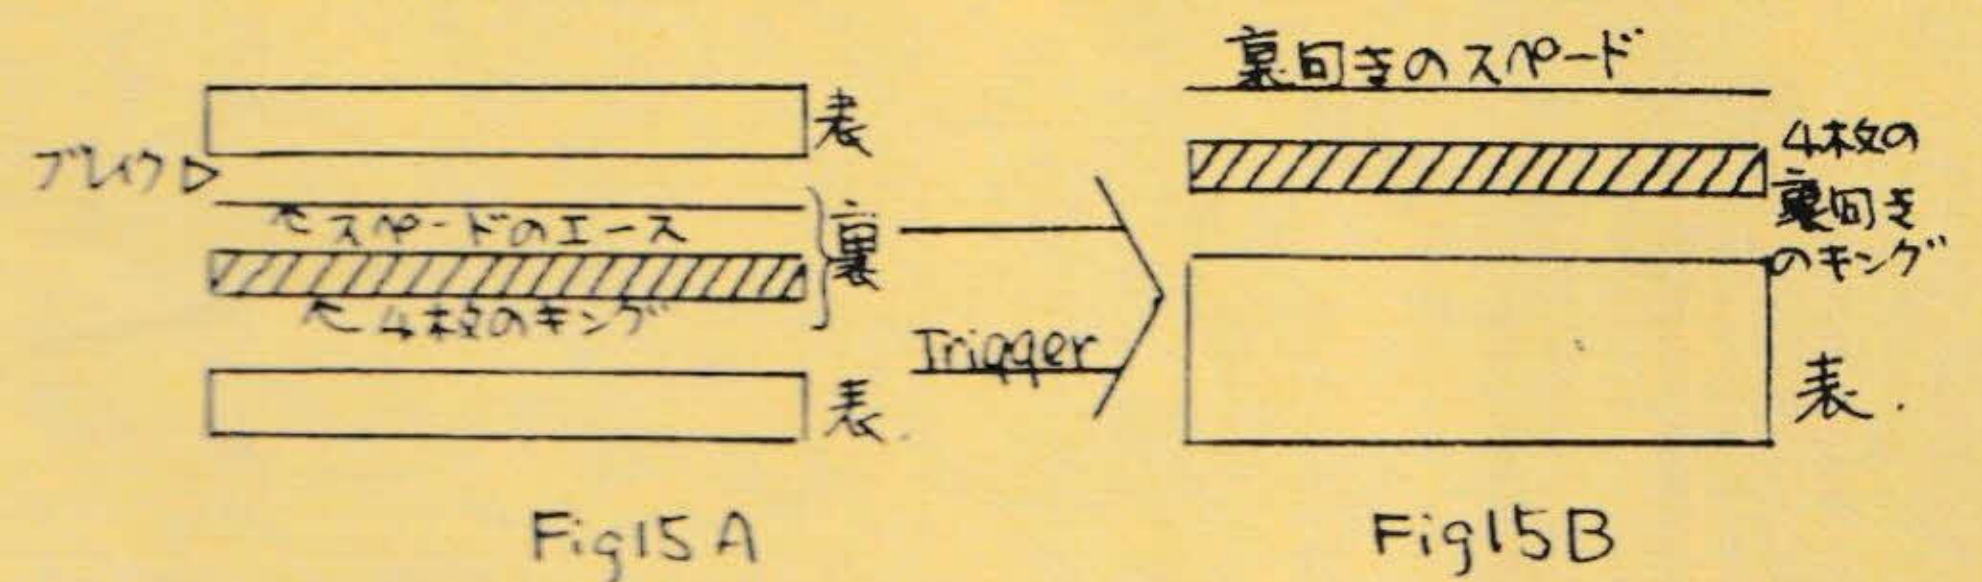 表
ブレイク
↖スペードのエース
裏
↖4枚のキング
表.
Fig15A
Trigger
裏向きのスペード
4枚の
裏向き
のキング
表.
Fig15B